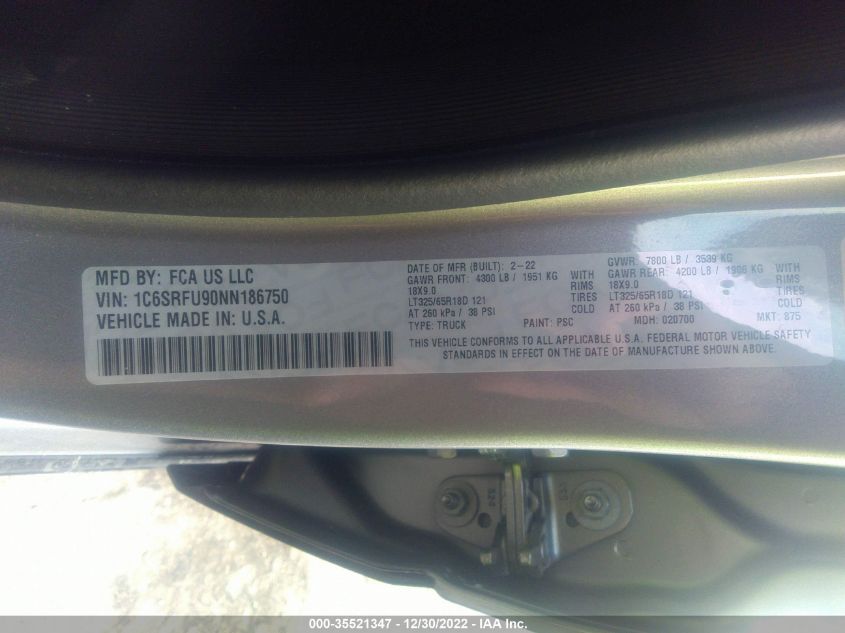 MFD BY: FCA US LLC
VIN: 1C6SRFU90NN186750
VEHICLE MADE IN: U.S.A.
DATE OF MFR (BUILT): 2-22
GAWR FRONT: 4300 LB / 1951 KG WITH
18X9.0 RIMS
LT325/65R18D 121 TIRES
AT 260 kPa / 38 PSI COLD
TYPE: TRUCK PAINT: PSC
GVWR: 7800 LB / 3539 KG
GAWR REAR: 4200 LB / 1906 KG WITH
18X9.0 RIMS
LT325/65R18D 121 TIRES
AT 260 kPa / 38 PSI COLD
MDH: 020700 MKT: 875
THIS VEHICLE CONFORMS TO ALL APPLICABLE U.S.A. FEDERAL MOTOR VEHICLE SAFETY
STANDARDS IN EFFECT ON THE DATE OF MANUFACTURE SHOWN ABOVE.
000-35521347 - 12/30/2022 - IAA Inc.